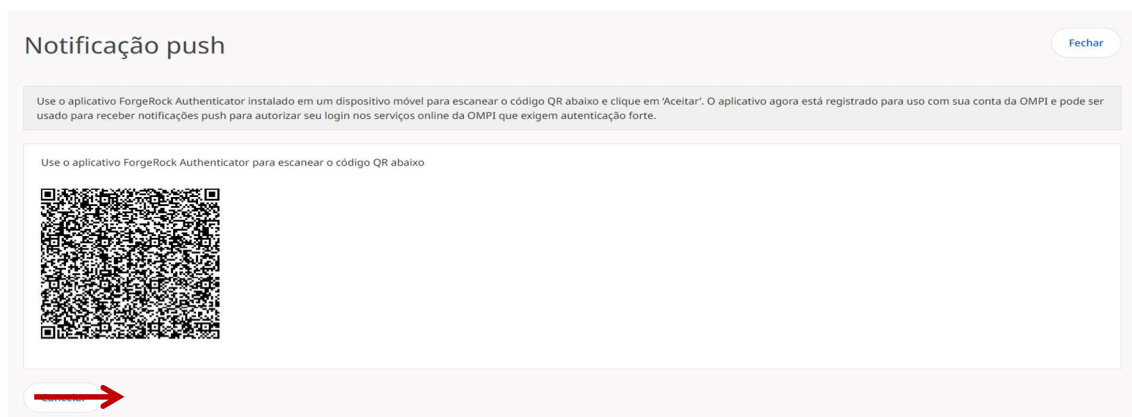 Notificação push
Fechar
Use o aplicativo ForgeRock Authenticator instalado em um dispositivo móvel para escanear o código QR abaixo e clique em 'Aceitar'. O aplicativo agora está registrado para uso com sua conta da OMPI e pode ser
usado para receber notificações push para autorizar seu login nos serviços online da OMPI que exigem autenticação forte.
Use o aplicativo ForgeRock Authenticator para escanear o código QR abaixo